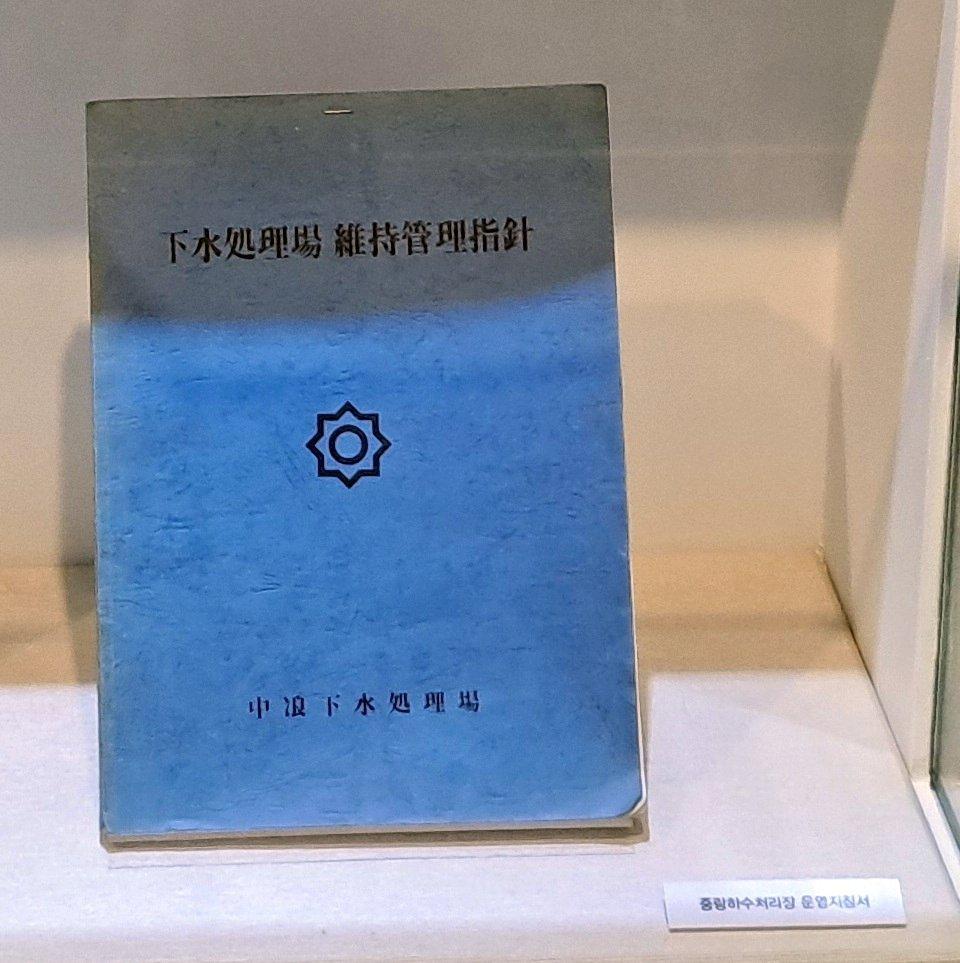 下水処理場 維持管理指針
中浪下水処理場
중랑하수처리장 운영지침서